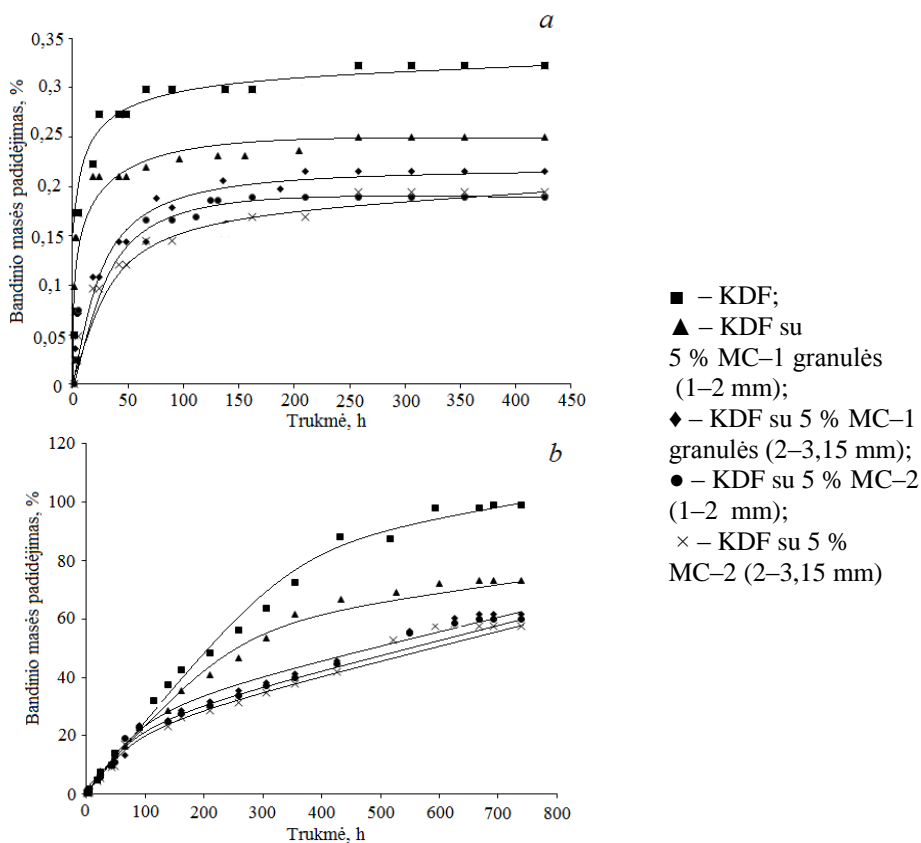 a
0,35
0,3
0,25
0,2
0,15
0,1
0,05
0
Bandinio masės padidėjimas, %
0 50 100 150 200 250 300 350 400 450
Trukmė, h
b
120
100
80
60
40
20
0
Bandinio masės padidėjimas, %
0 100 200 300 400 500 600 700 800
Trukmė, h
■ – KDF;
▲ – KDF su
5 % MC–1 granulės
(1–2 mm);
♦ – KDF su 5 % MC–1
granulės (2–3,15 mm);
● – KDF su 5 % MC–2
(1–2 mm);
× – KDF su 5 %
MC–2 (2–3,15 mm)